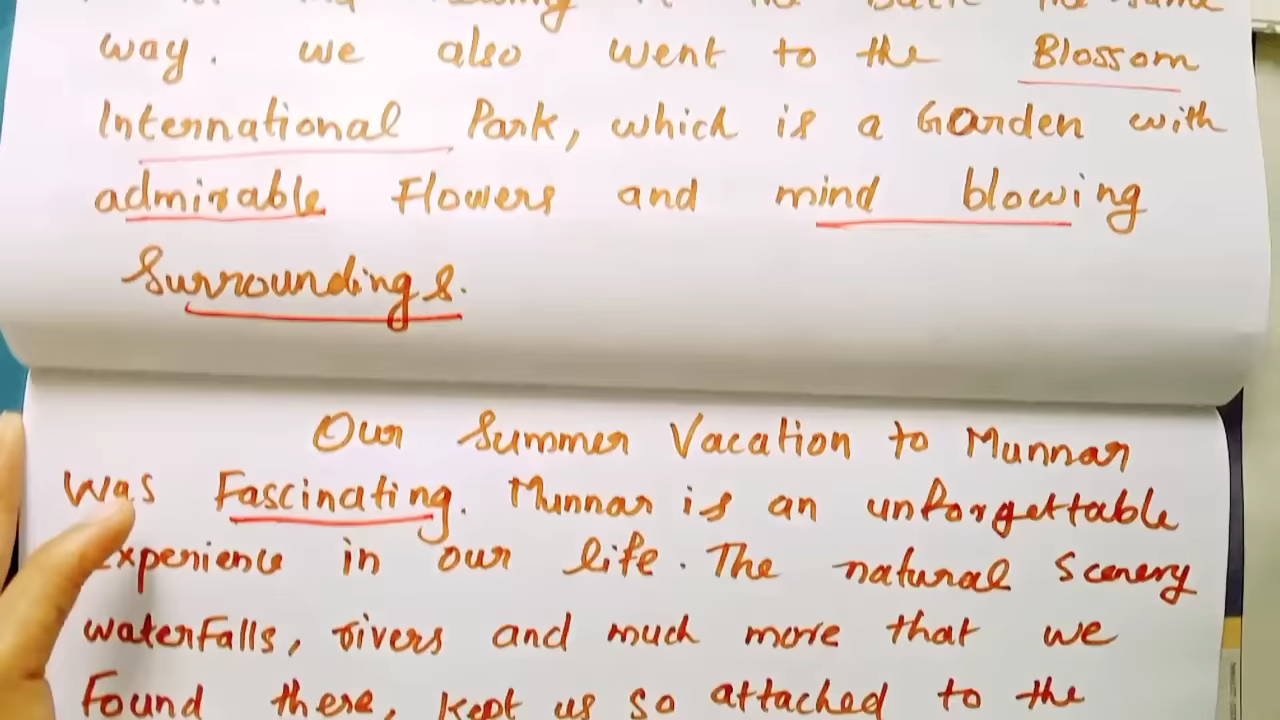 way. we also went to the Blossom
International Park, which is a Garden with
admirable Flowers and mind blowing
Surroundings.
Our Summer Vacation to Munnar
Was Fascinating. Munnar is an unforgettable
experience in our life. The natural Scenery
waterfalls, rivers and much more that we
Found there, kept us so attached to the